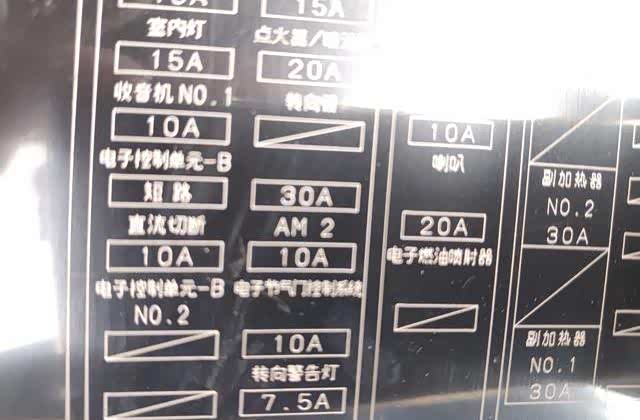 15A
室内灯
15A
20A
收音机 NO.1
10A
10A
电子控制单元-B
喇叭
短路
30A
副加热器
NO.2
30A
直流切断
AM 2
20A
10A
10A
电子燃油喷射器
电子控制单元-B
NO.2
电子节气门控制系统
10A
副加热器
NO.1
30A
转向警告灯
7.5A